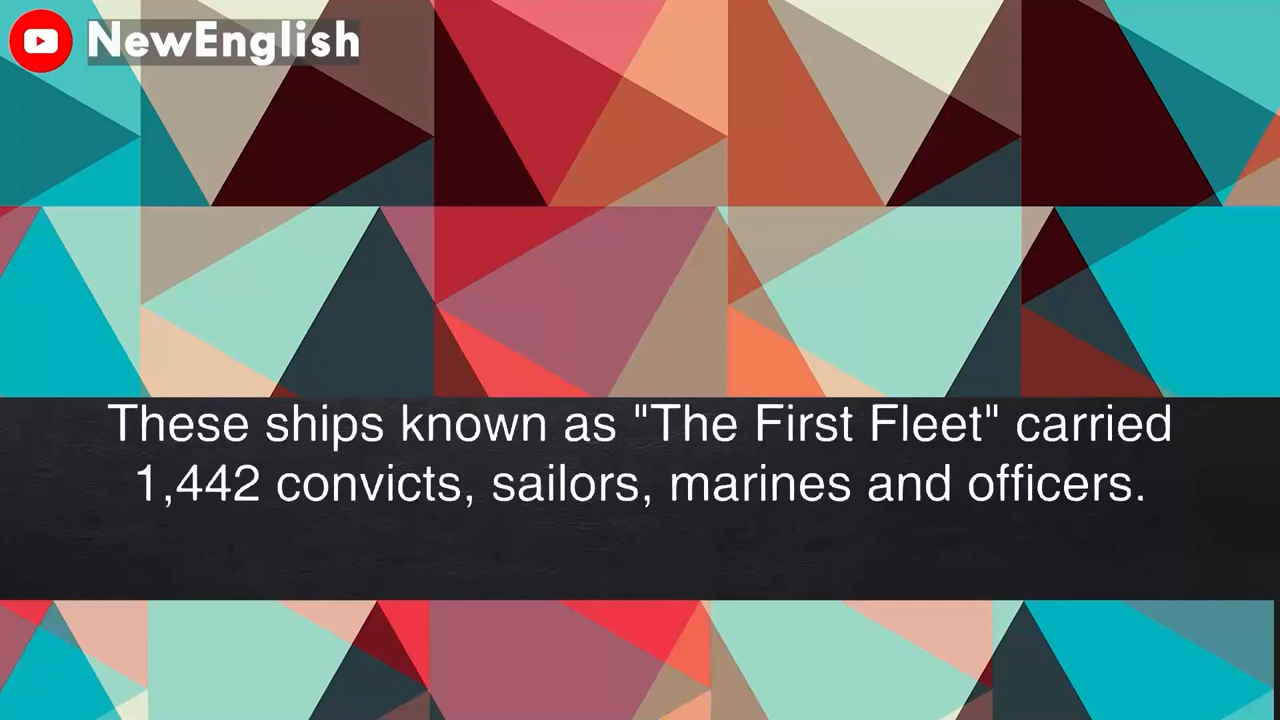 NewEnglish
These ships known as "The First Fleet" carried
1,442 convicts, sailors, marines and officers.